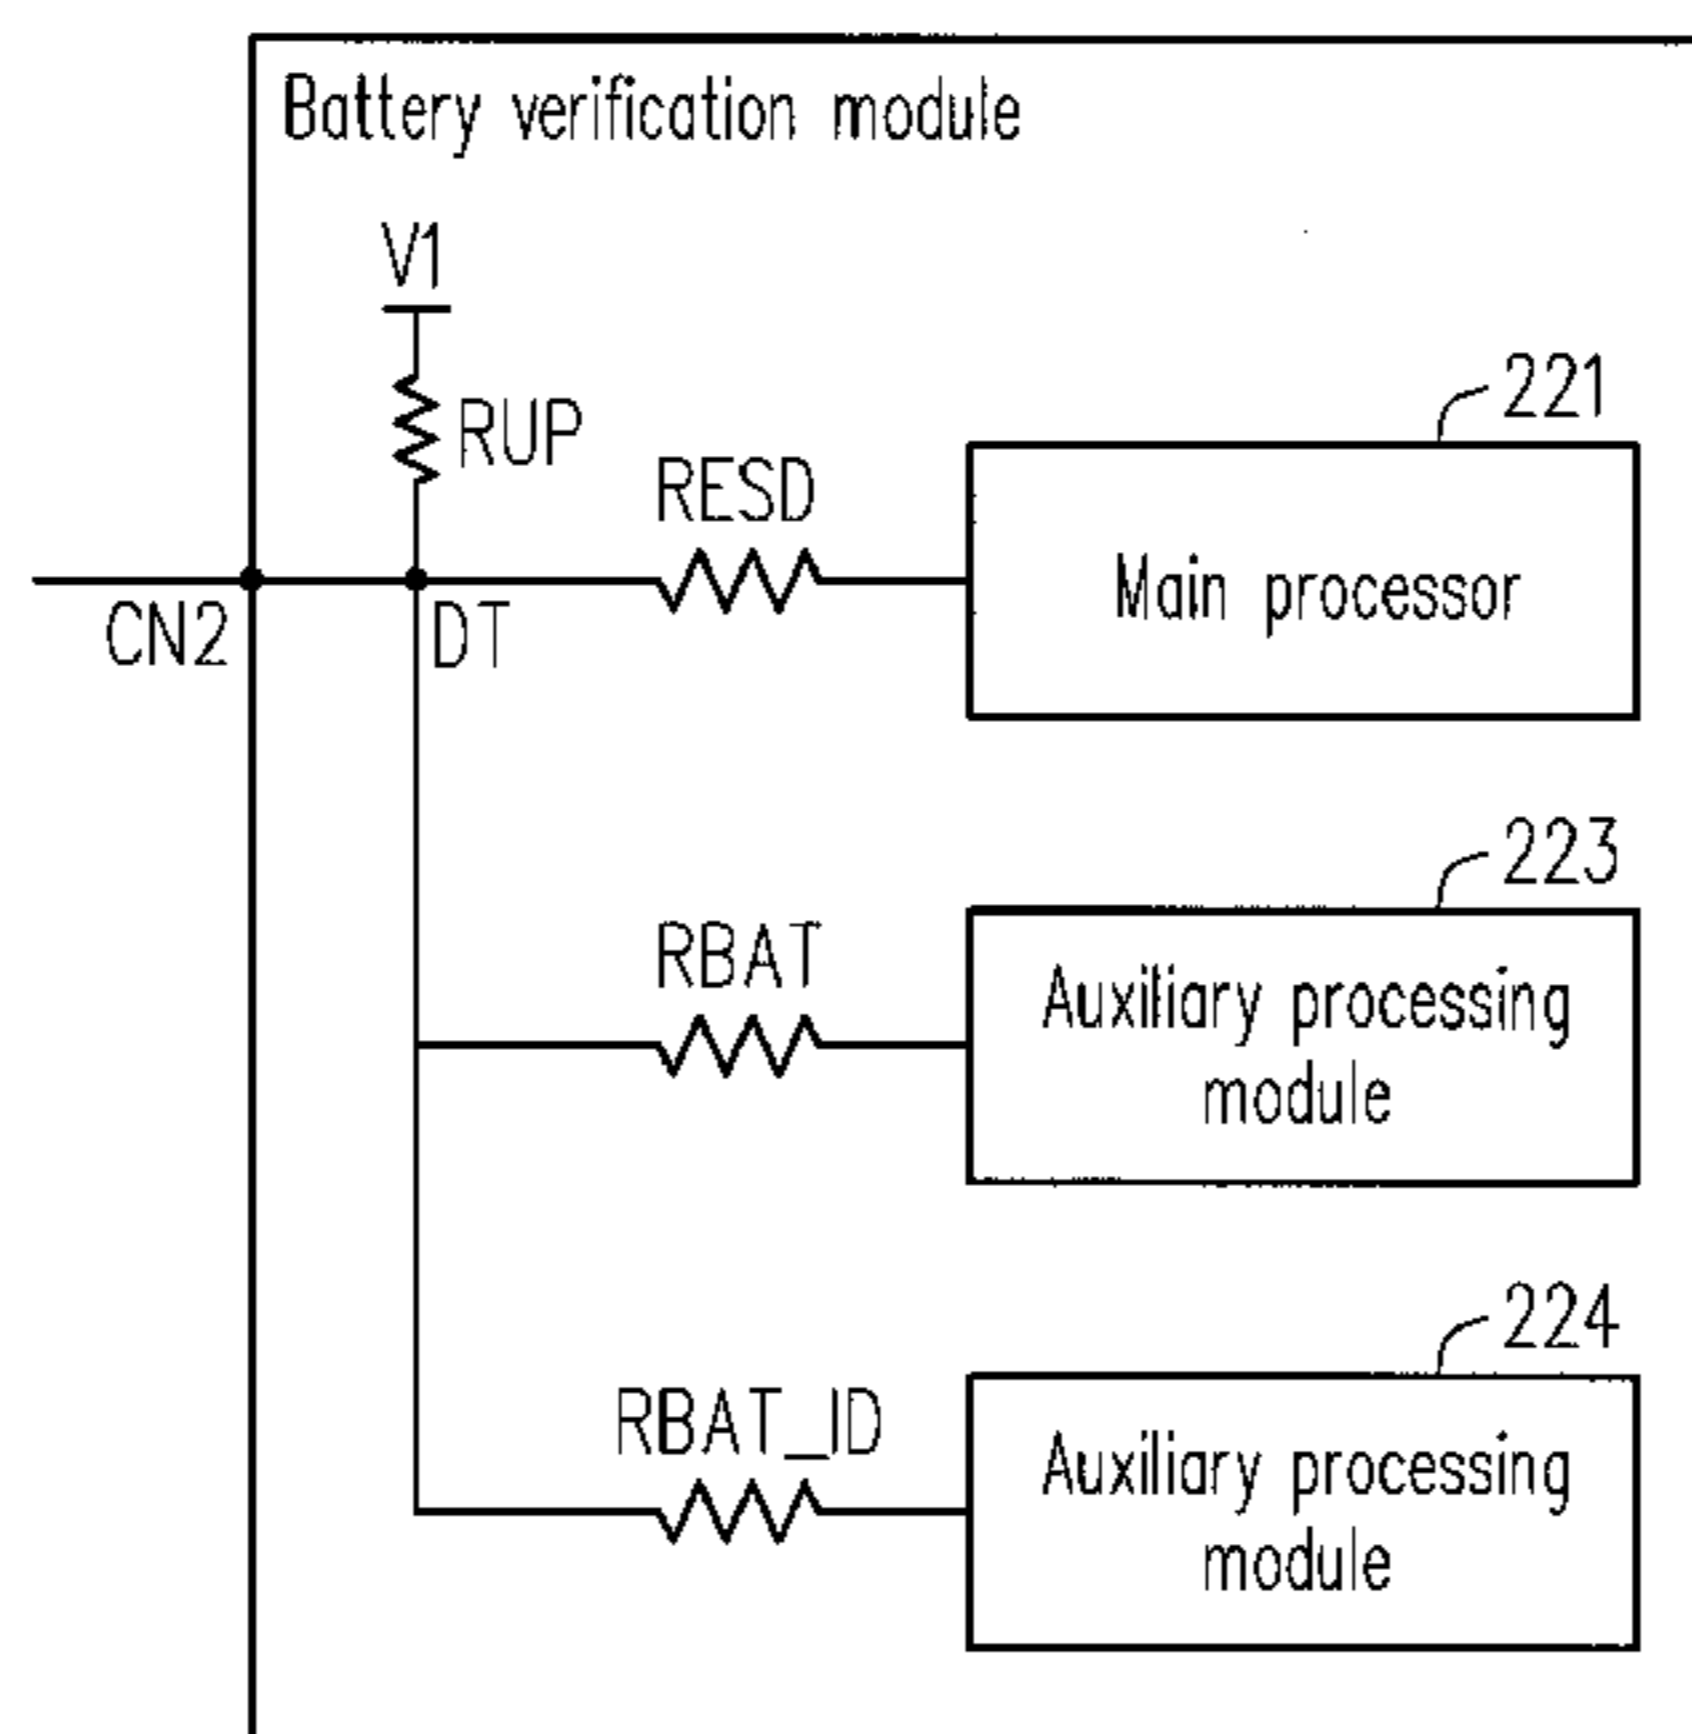 Battery verification module
V1
RUP
RESD
221
Main processor
CN2
DT
223
RBAT
Auxiliary processing
module
224
RBAT_ID
Auxiliary processing
module